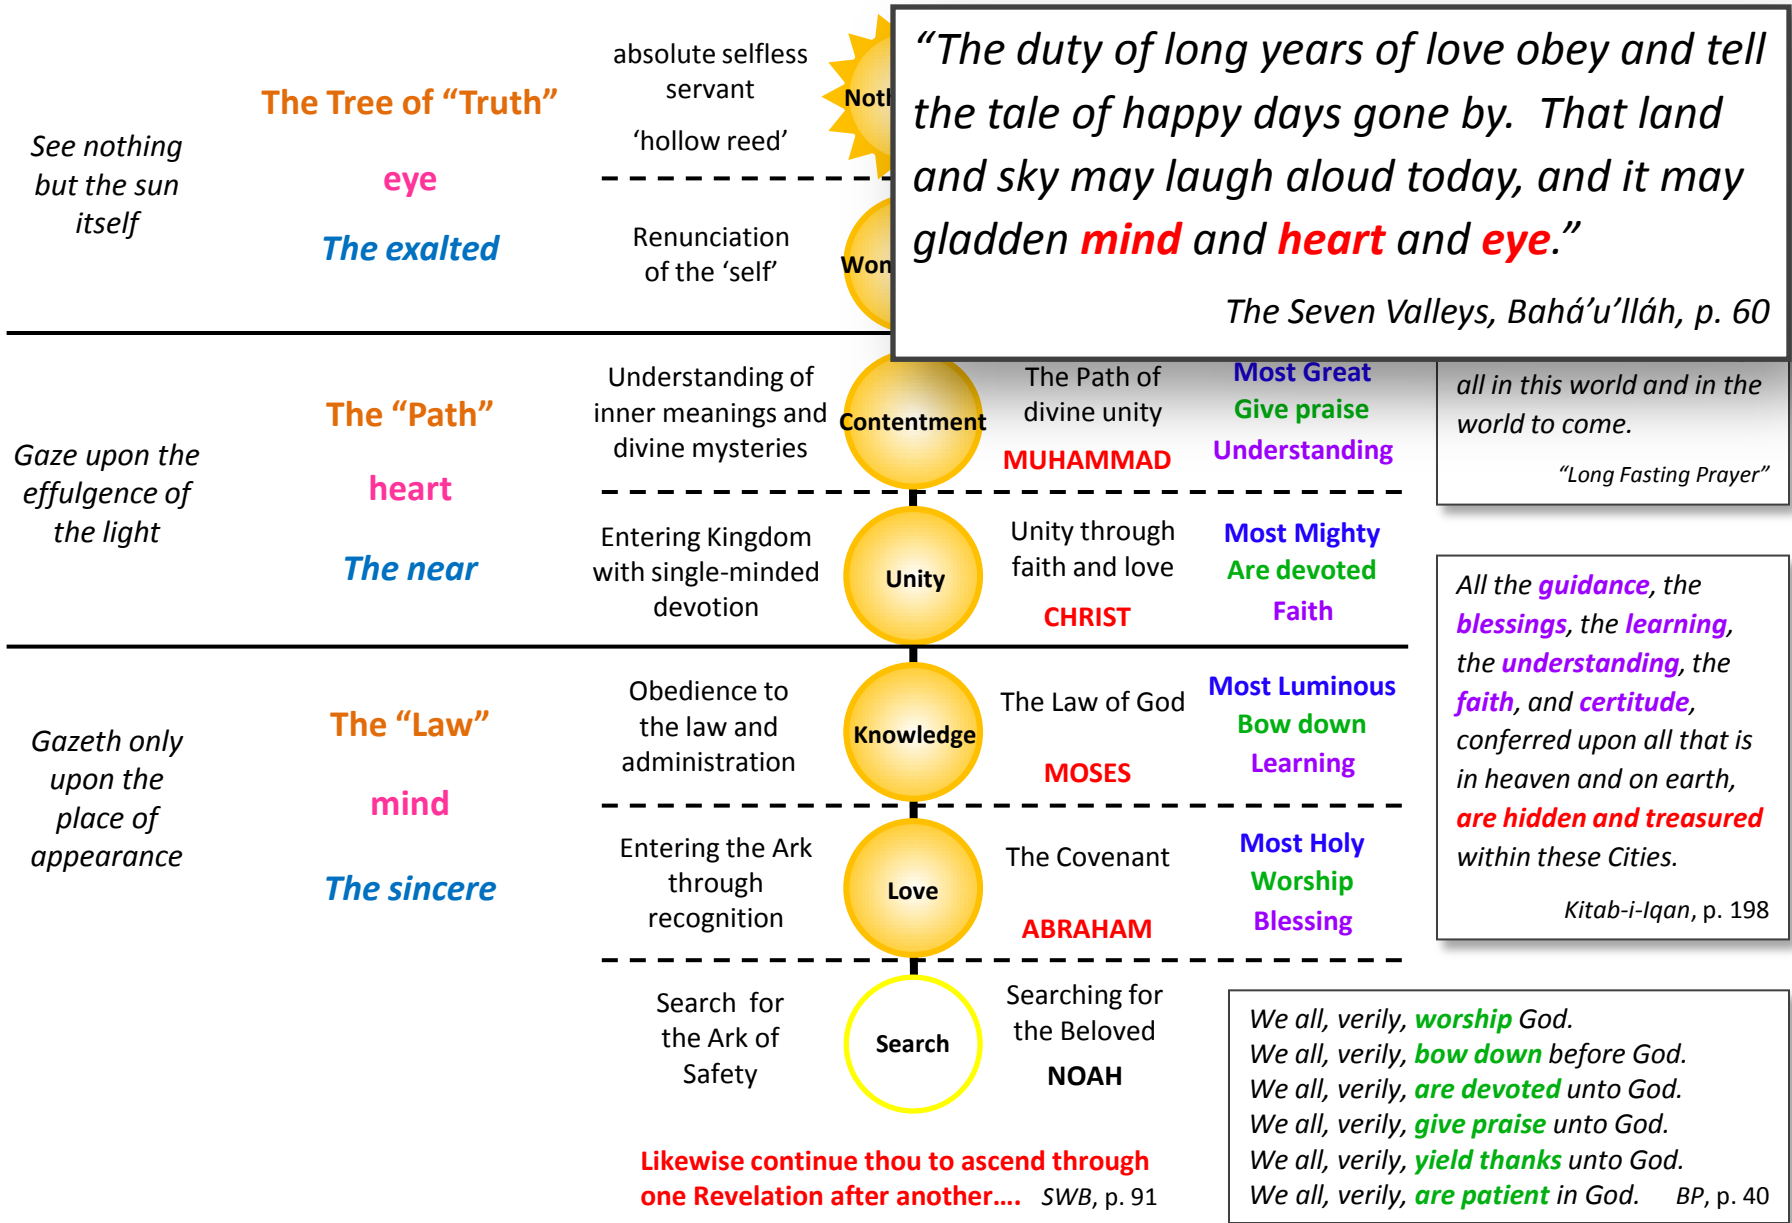 See nothing
but the sun
itself
The Tree of “Truth”
eye
The exalted
absolute selfless
servant
‘hollow reed’
Renunciation
of the ‘self’
“The duty of long years of love obey and tell
the tale of happy days gone by.  That land
and sky may laugh aloud today, and it may
gladden mind and heart and eye.”
The Seven Valleys, Bahá’u’lláh, p. 60
Gaze upon the
effulgence of
the light
The “Path”
heart
The near
Understanding of
inner meanings and
divine mysteries
Contentment
The Path of
divine unity
MUHAMMAD
Most Great
Give praise
Understanding
all in this world and in the
world to come.
“Long Fasting Prayer”
Entering Kingdom
with single-minded
devotion
Unity
Unity through
faith and love
CHRIST
Most Mighty
Are devoted
Faith
All the guidance, the
blessings, the learning,
the understanding, the
faith, and certitude,
conferred upon all that is
in heaven and on earth,
are hidden and treasured
within these Cities.
Kitab-i-Iqan, p. 198
Gazeth only
upon the
place of
appearance
The “Law”
mind
The sincere
Obedience to
the law and
administration
Knowledge
The Law of God
MOSES
Most Luminous
Bow down
Learning
Entering the Ark
through
recognition
Love
The Covenant
ABRAHAM
Most Holy
Worship
Blessing
Search  for
the Ark of
Safety
Search
Searching for
the Beloved
NOAH
We all, verily, worship God.
We all, verily, bow down before God.
We all, verily, are devoted unto God.
We all, verily, give praise unto God.
We all, verily, yield thanks unto God.
We all, verily, are patient in God. BP, p. 40
Likewise continue thou to ascend through
one Revelation after another…. SWB, p. 91